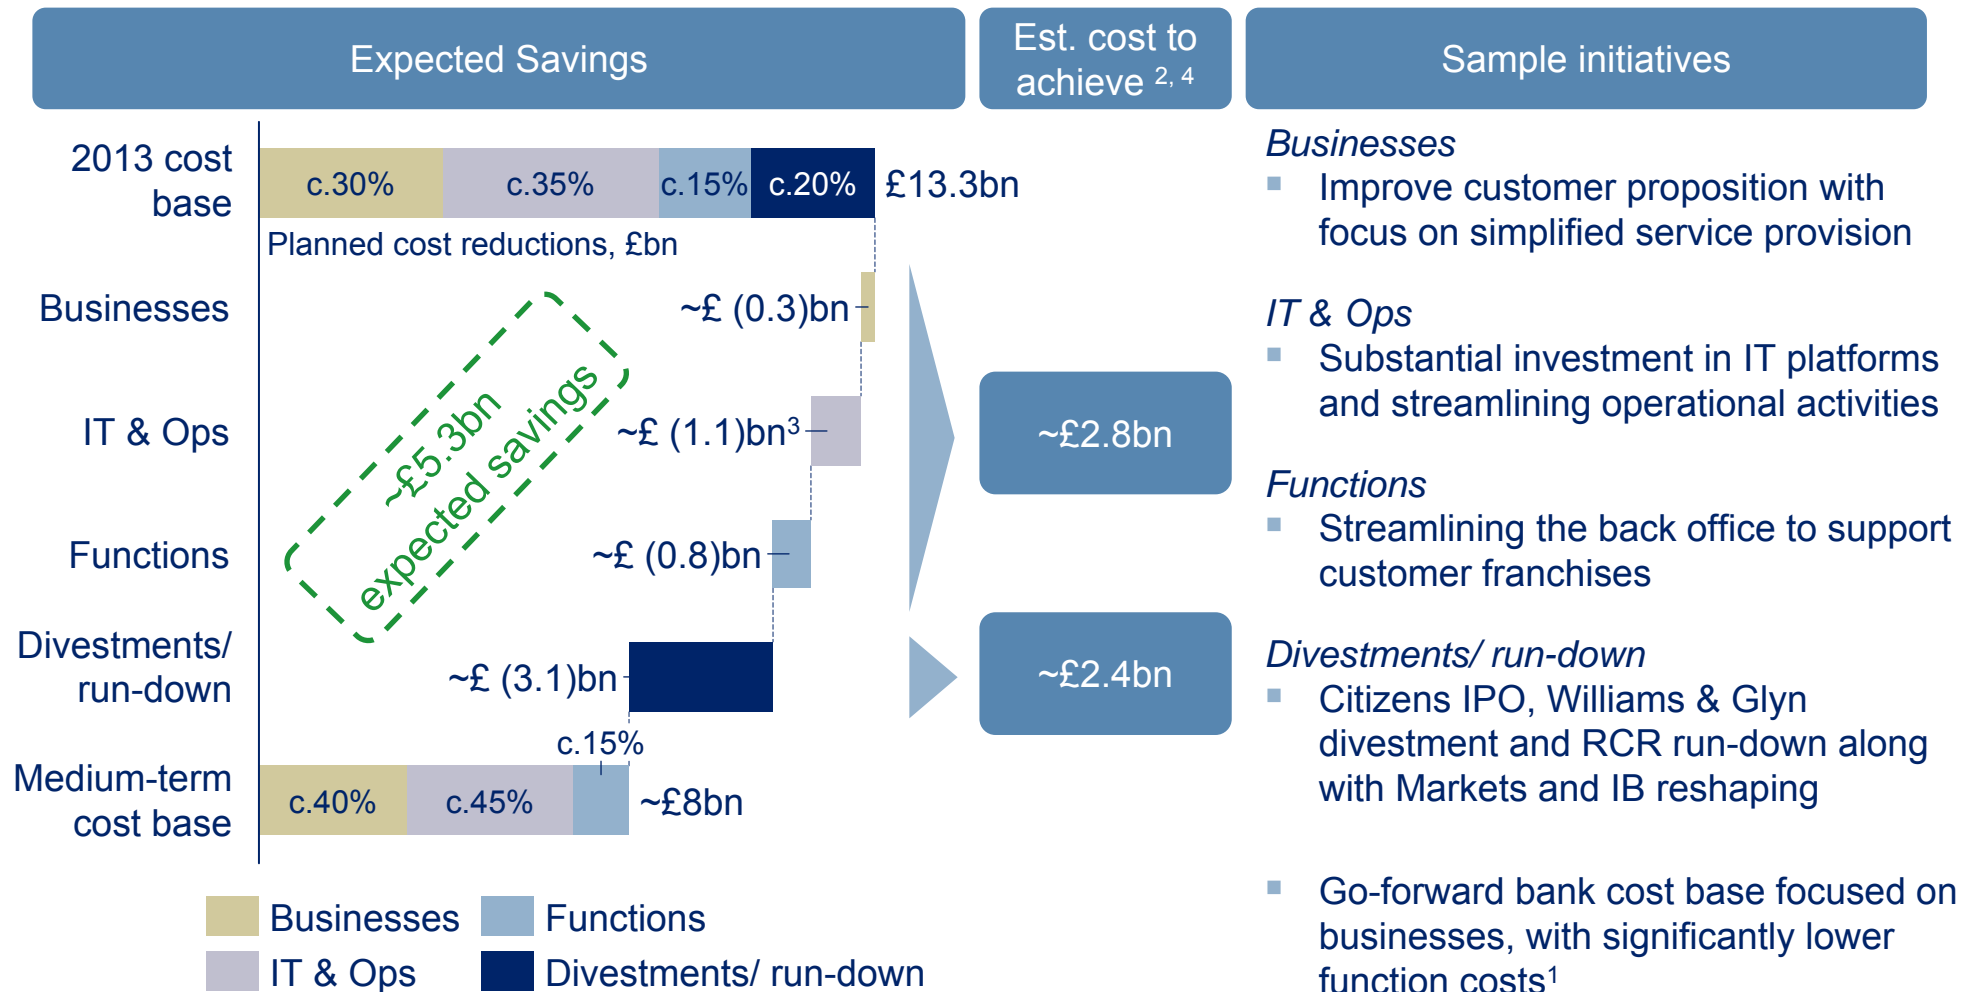 Expected Savings
Est. cost to
achieve 2, 4
Sample initiatives
2013 cost
base
c.30%
c.35%
c.15%
c.20%
£13.3bn
Planned cost reductions, £bn
Businesses
~£ (0.3)bn
IT & Ops
~£ (1.1)bn3
Functions
~£ (0.8)bn
Divestments/
run-down
~£ (3.1)bn
~£5.3bn
expected savings
Medium-term
cost base
c.40%
c.45%
c.15%
~£8bn
Businesses
Functions
IT & Ops
Divestments/ run-down
~£2.8bn
~£2.4bn
Businesses
Improve customer proposition with
focus on simplified service provision
IT & Ops
Substantial investment in IT platforms
and streamlining operational activities
Functions
Streamlining the back office to support
customer franchises
Divestments/ run-down
Citizens IPO, Williams & Glyn
divestment and RCR run-down along
with Markets and IB reshaping
Go-forward bank cost base focused on
businesses, with significantly lower
function costs1